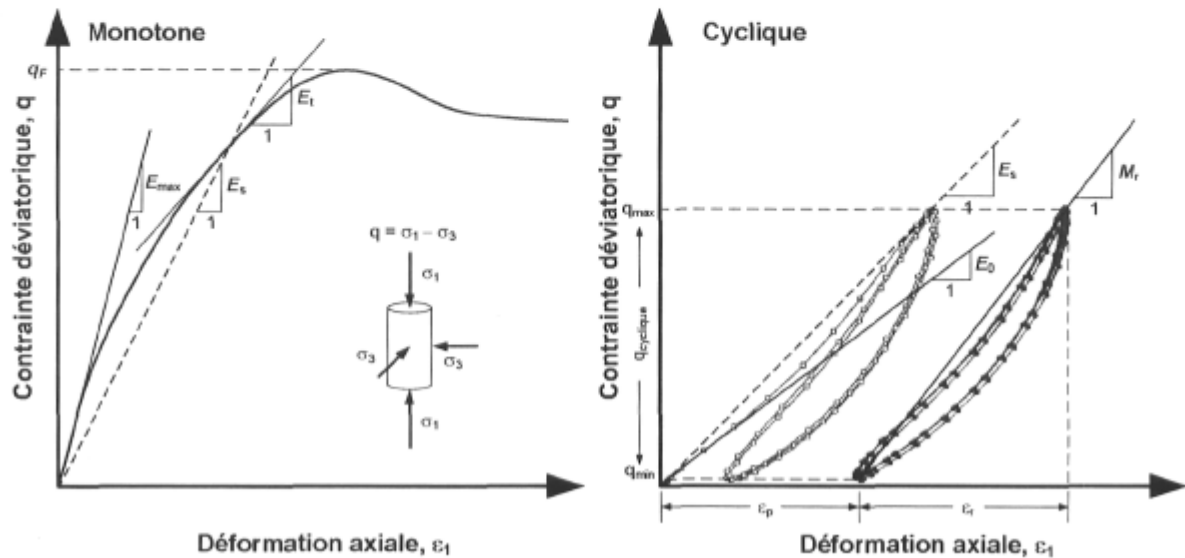 Monotone
Contrainte déviatorique, q
q_F
E_max
1
E_s
1
E_t
1
q = σ₁ – σ₃
σ₁
σ₃
σ₃
σ₁
Déformation axiale, ε₁
Cyclique
Contrainte déviatorique, q
q_max
q_cyclique
q_min
E_s
1
M_r
1
E_0
1
ε_p
ε_r
Déformation axiale, ε₁